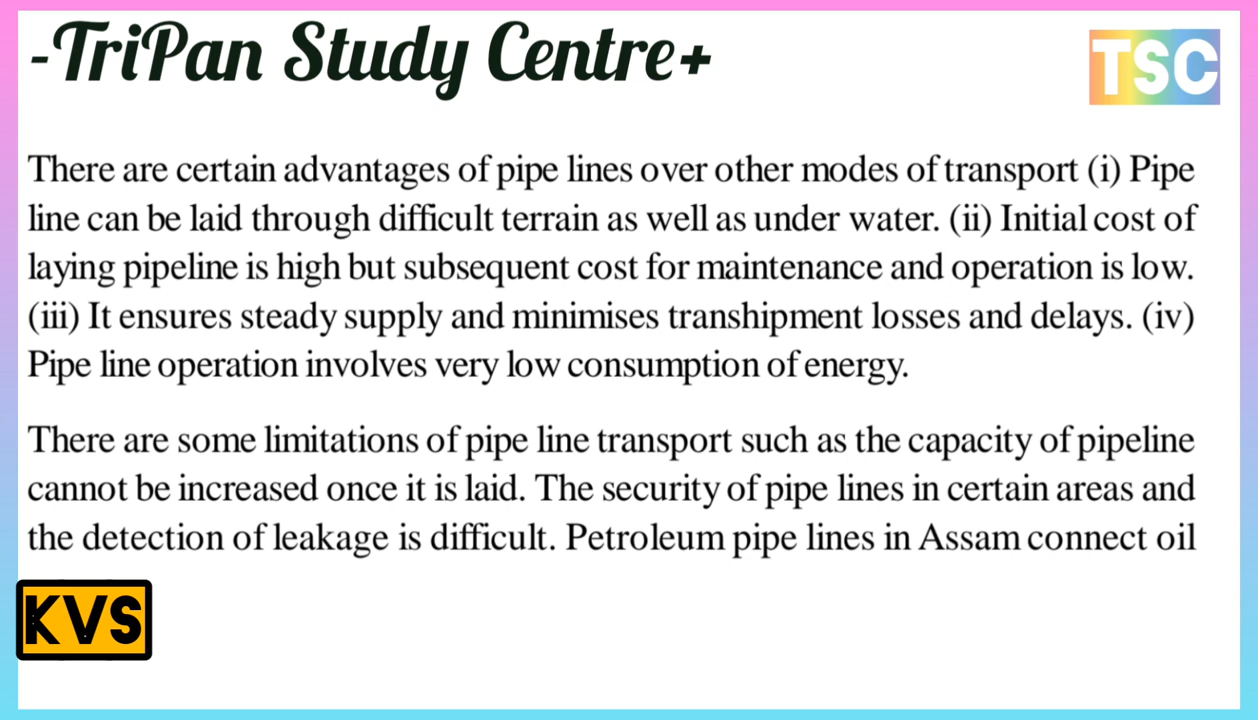 -TriPan Study Centre+
TSC
There are certain advantages of pipe lines over other modes of transport (i) Pipe
line can be laid through difficult terrain as well as under water. (ii) Initial cost of
laying pipeline is high but subsequent cost for maintenance and operation is low.
(iii) It ensures steady supply and minimises transhipment losses and delays. (iv)
Pipe line operation involves very low consumption of energy.
There are some limitations of pipe line transport such as the capacity of pipeline
cannot be increased once it is laid. The security of pipe lines in certain areas and
the detection of leakage is difficult. Petroleum pipe lines in Assam connect oil
KVS